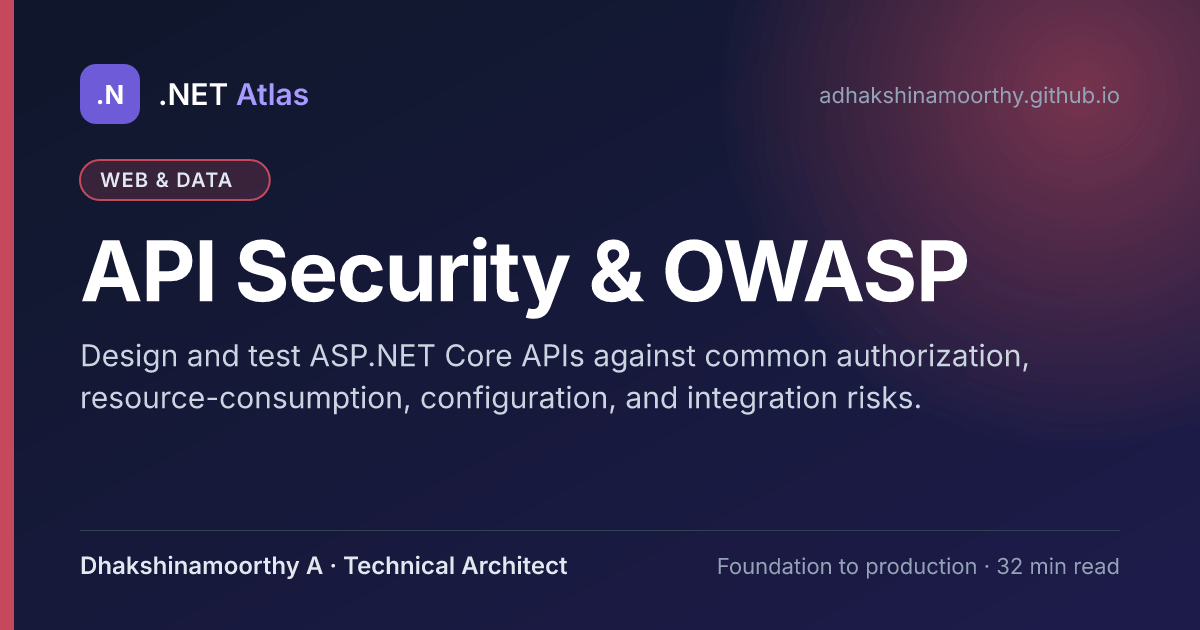 .N
.NET Atlas
adhakshinamoorthy.github.io
WEB & DATA
API Security & OWASP
Design and test ASP.NET Core APIs against common authorization,
resource-consumption, configuration, and integration risks.
Dhakshinamoorthy A · Technical Architect
Foundation to production · 32 min read